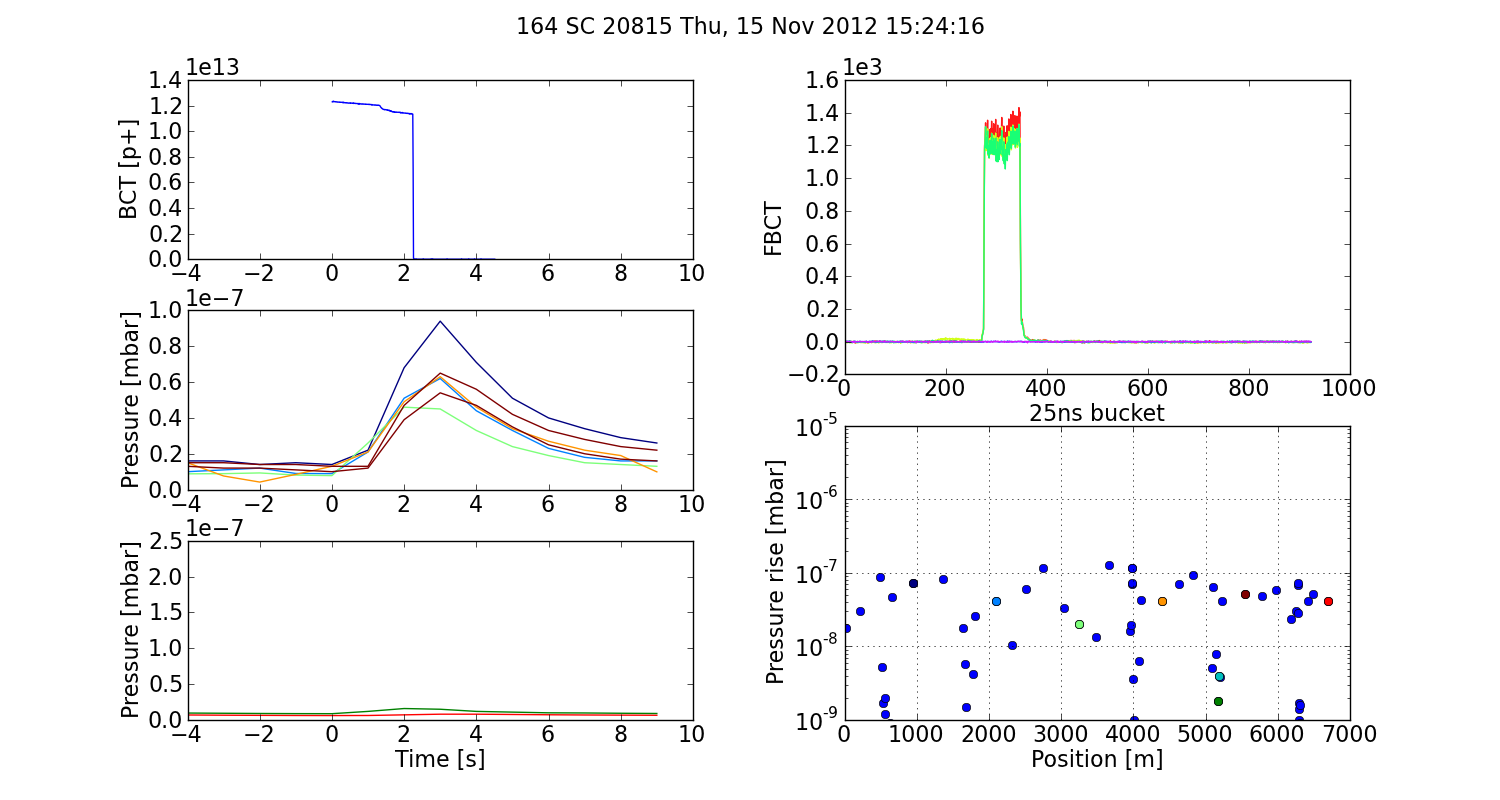 164 SC 20815 Thu, 15 Nov 2012 15:24:16
1e13
BCT [p+]
1.4
1.2
1.0
0.8
0.6
0.4
0.2
0.0
−4 −2 0 2 4 6 8 10
1e−7
Pressure [mbar]
1.0
0.8
0.6
0.4
0.2
0.0
−4 −2 0 2 4 6 8 10
1e−7
Pressure [mbar]
2.5
2.0
1.5
1.0
0.5
0.0
−4 −2 0 2 4 6 8 10
Time [s]
1e3
FBCT
1.6
1.4
1.2
1.0
0.8
0.6
0.4
0.2
0.0
−0.2
0 200 400 600 800 1000
25ns bucket
Pressure rise [mbar]
10-5
10-6
10-7
10-8
10-9
0 1000 2000 3000 4000 5000 6000 7000
Position [m]